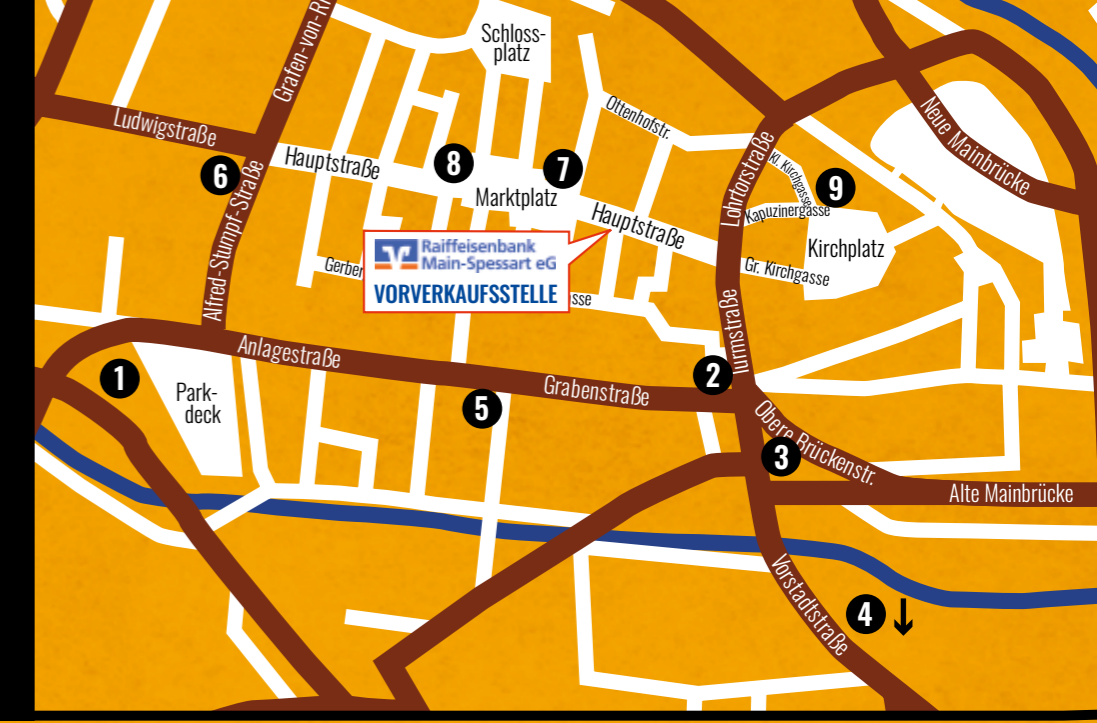 Schloss-
platz
Grafen-von-Ri
Ludwigstraße
Ottenhofstr.
Neue Mainbrücke
6
Hauptstraße
8
Marktplatz
7
Lohrtorstraße
Kl. Kirchgasse
9
Kapuzinergasse
Hauptstraße
Kirchplatz
Gr. Kirchgasse
Alfred-Stumpf-Straße
Gerber
Raiffeisenbank
Main-Spessart eG
VORVERKAUFSSTELLE
sse
Turmstraße
Anlagestraße
1
Park-
deck
5
Grabenstraße
2
Obere Brückenstr.
3
Alte Mainbrücke
Vorstadtstraße
4 ↓